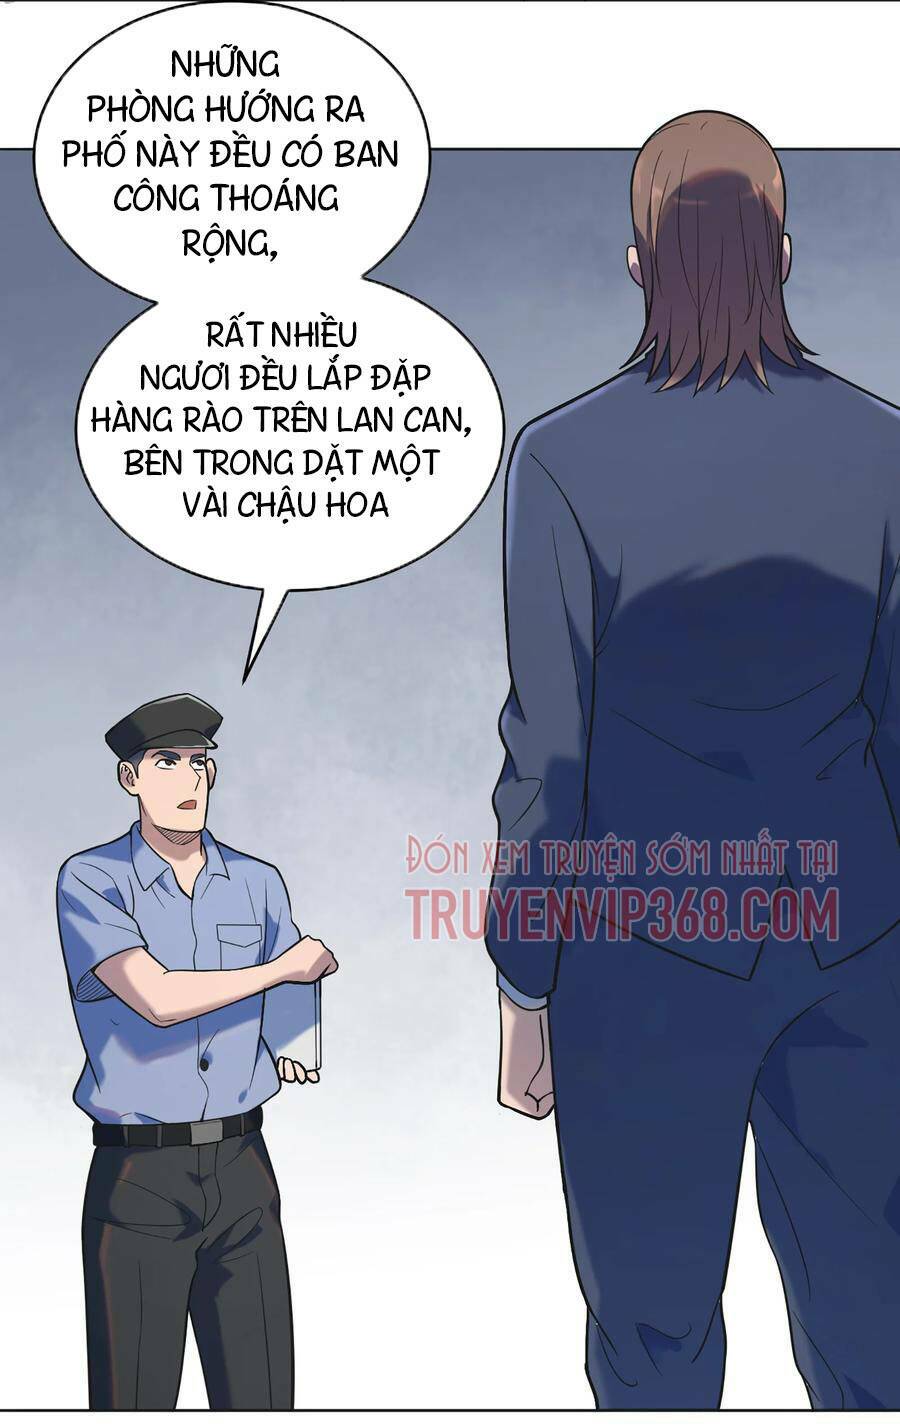 NHỮNG
PHÒNG HƯỚNG RA
PHỐ NÀY ĐỀU CÓ BAN
CÔNG THOÁNG
RỘNG,
RẤT NHIỀU
NGƯƠI ĐỀU LẮP ĐẶP
HÀNG RÀO TRÊN LAN CAN,
BÊN TRONG DẶT MỘT
VÀI CHẬU HOA
ĐÓN XEM TRUYỆN SỚM NHẤT TẠI
TRUYENVIP368.COM